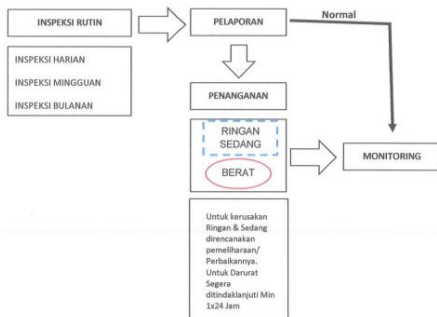 INSPEKSI RUTIN
PELAPORAN
Normal
INSPEKSI HARIAN
INSPEKSI MINGGUAN
INSPEKSI BULANAN
PENANGANAN
RINGAN
SEDANG
BERAT
MONITORING
Untuk kerusakan
Ringan & Sedang
direncanakan
pemeliharaan/
Perbaikannya.
Untuk Darurat
Segera
ditindaklanjuti Min
1x24 Jam